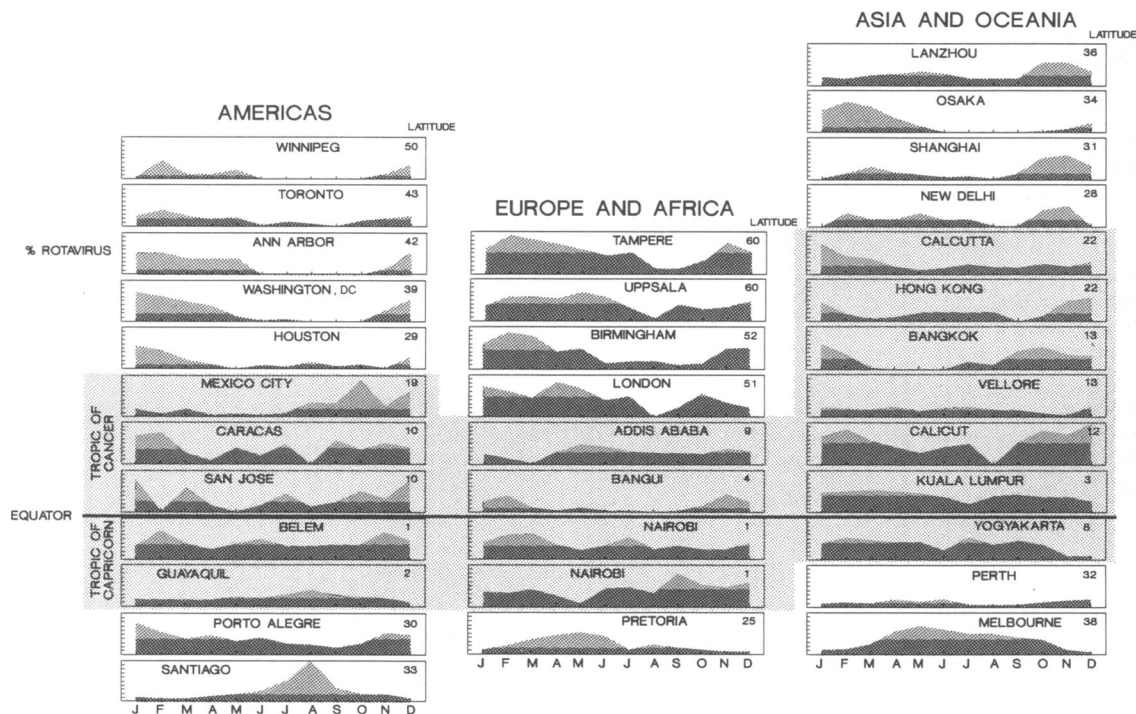 ASIA AND OCEANIA
LATITUDE
LANZHOU 36
OSAKA 34
SHANGHAI 31
NEW DELHI 28
CALCUTTA 22
HONG KONG 22
BANGKOK 13
VELLORE 13
CALICUT 12
KUALA LUMPUR 3
YOGYAKARTA 8
PERTH 32
MELBOURNE 38
J F M A M J J A S O N D
AMERICAS
LATITUDE
WINNIPEG 50
TORONTO 43
% ROTAVIRUS
ANN ARBOR 42
WASHINGTON, DC 39
HOUSTON 29
TROPIC OF CANCER
MEXICO CITY 19
CARACAS 10
SAN JOSE 10
EQUATOR
TROPIC OF CAPRICORN
BELEM 1
GUAYAQUIL 2
PORTO ALEGRE 30
SANTIAGO 33
J F M A M J J A S O N D
EUROPE AND AFRICA
LATITUDE
TAMPERE 60
UPPSALA 60
BIRMINGHAM 52
LONDON 51
ADDIS ABABA 9
BANGUI 4
NAIROBI 1
NAIROBI 1
PRETORIA 25
J F M A M J J A S O N D